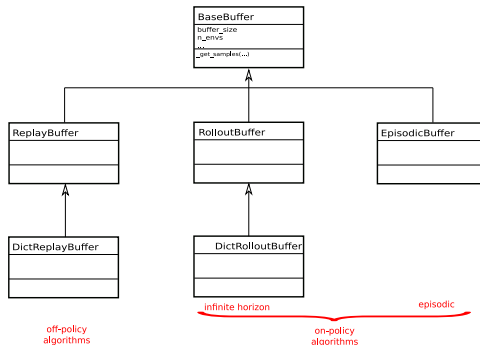 BaseBuffer
buffer_size
n_envs
...
_get_samples(...)
ReplayBuffer
RolloutBuffer
EpisodicBuffer
DictReplayBuffer
DictRolloutBuffer
infinite horizon
episodic
off-policy
algorithms
on-policy
algorithms